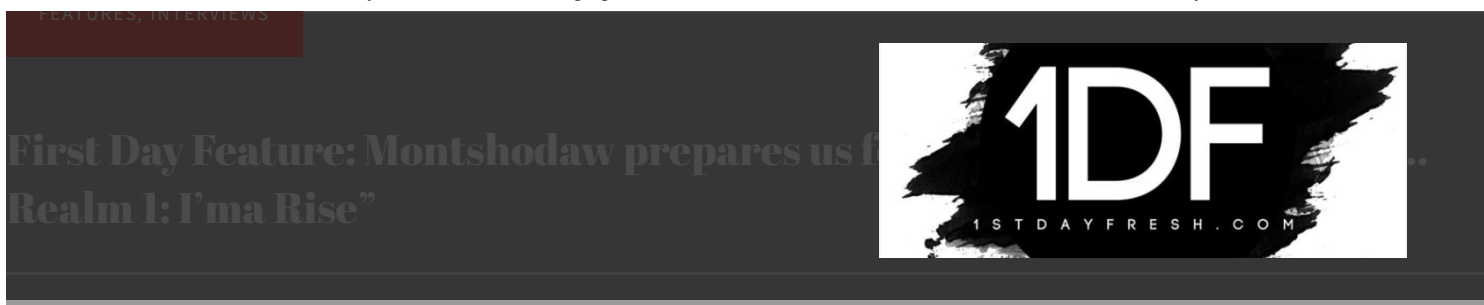 FEATURES, INTERVIEWS
First Day Feature: Montshodaw prepares us f ..
Realm 1: I’ma Rise”
1DF
1STDAYFRESH.COM